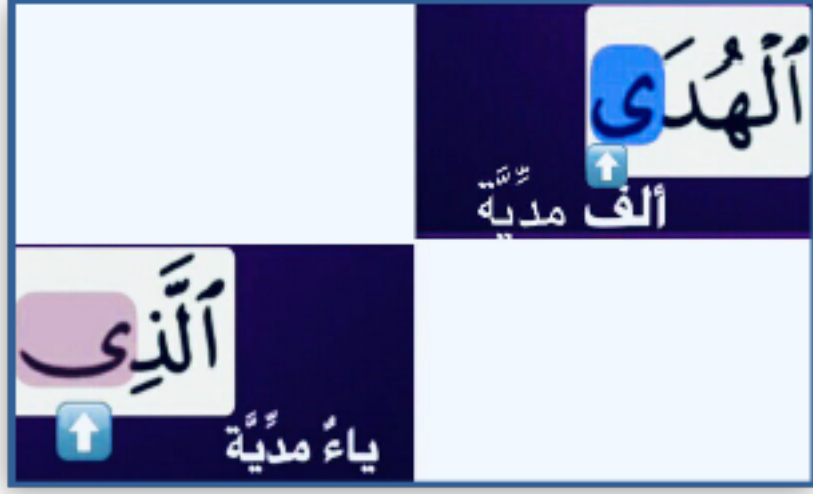 ٱلْهُدَى
ألف مدِّيَّة
ٱلَّذِى
ياءٌ مدِّيَّة